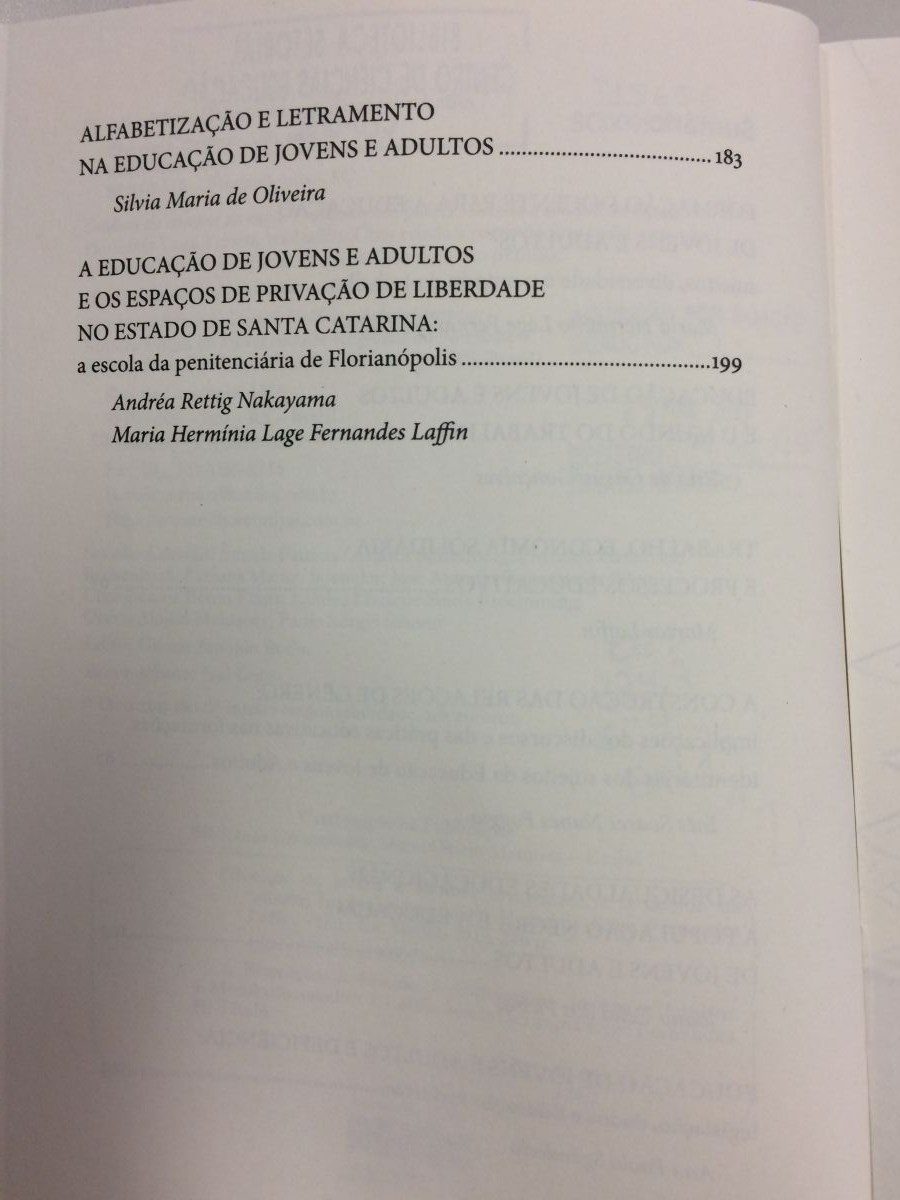 ALFABETIZAÇÃO E LETRAMENTO
NA EDUCAÇÃO DE JOVENS E ADULTOS ........................................ 183
Silvia Maria de Oliveira
A EDUCAÇÃO DE JOVENS E ADULTOS
E OS ESPAÇOS DE PRIVAÇÃO DE LIBERDADE
NO ESTADO DE SANTA CATARINA:
a escola da penitenciária de Florianópolis ..........................................199
Andréa Rettig Nakayama
Maria Hermínia Lage Fernandes Laffin